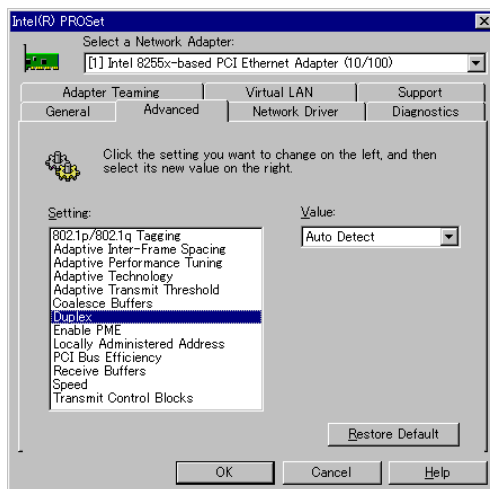 Intel(R) PROSet
Select a Network Adapter:
[1] Intel 8255x-based PCI Ethernet Adapter (10/100)
Adapter Teaming Virtual LAN Support
General Advanced Network Driver Diagnostics
Click the setting you want to change on the left, and then
select its new value on the right.
Setting: Value:
802.1p/802.1q Tagging Auto Detect
Adaptive Inter-Frame Spacing
Adaptive Performance Tuning
Adaptive Technology
Adaptive Transmit Threshold
Coalesce Buffers
Duplex
Enable PME
Locally Administered Address
PCI Bus Efficiency
Receive Buffers
Speed
Transmit Control Blocks
Restore Default
OK Cancel Help